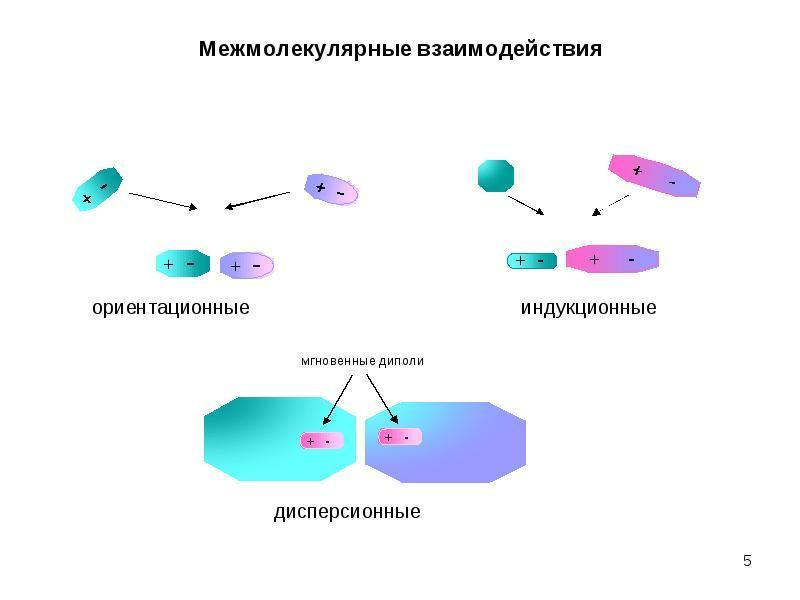 Межмолекулярные взаимодействия
+ -
+ -
+
+ -
+ - + -
+ - + -
ориентационные
индукционные
мгновенные диполи
+ - + -
дисперсионные
5